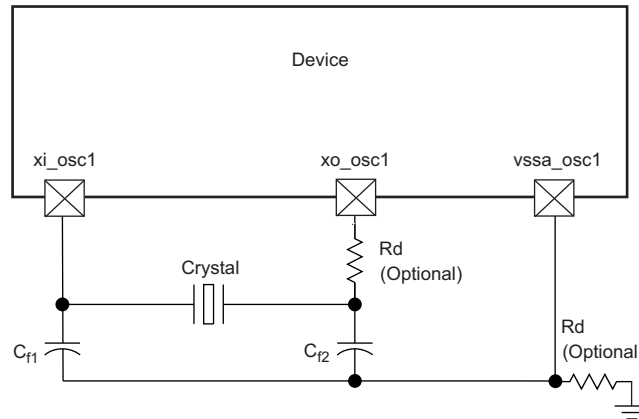 Device
xi_osc1
xo_osc1
vssa_osc1
Crystal
Rd
(Optional)
Rd
(Optional
Cf1
Cf2